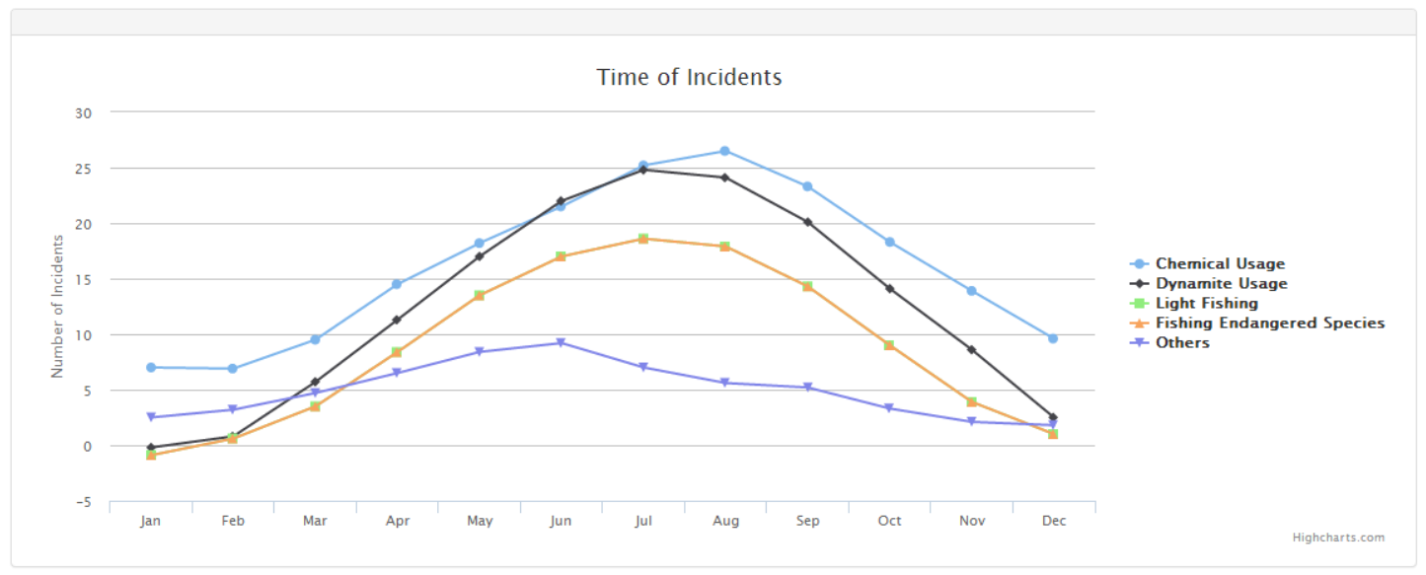 Time of Incidents
30
25
20
15
10
5
0
−5
Number of Incidents
Jan Feb Mar Apr May Jun Jul Aug Sep Oct Nov Dec
Chemical Usage
Dynamite Usage
Light Fishing
Fishing Endangered Species
Others
Highcharts.com